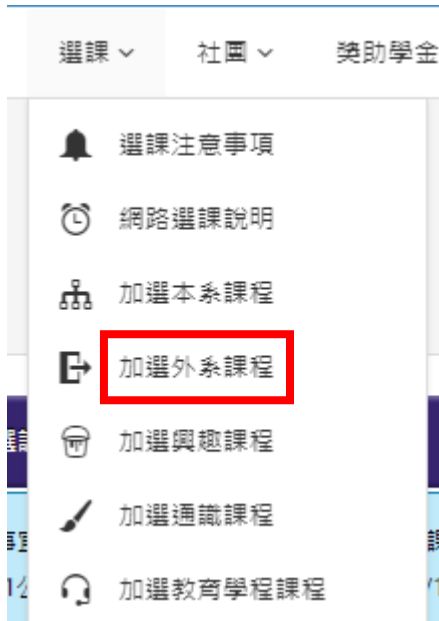 選課 社團 獎助學金
選課注意事項
網路選課說明
加選本系課程
加選外系課程
加選興趣課程
加選通識課程
加選教育學程課程